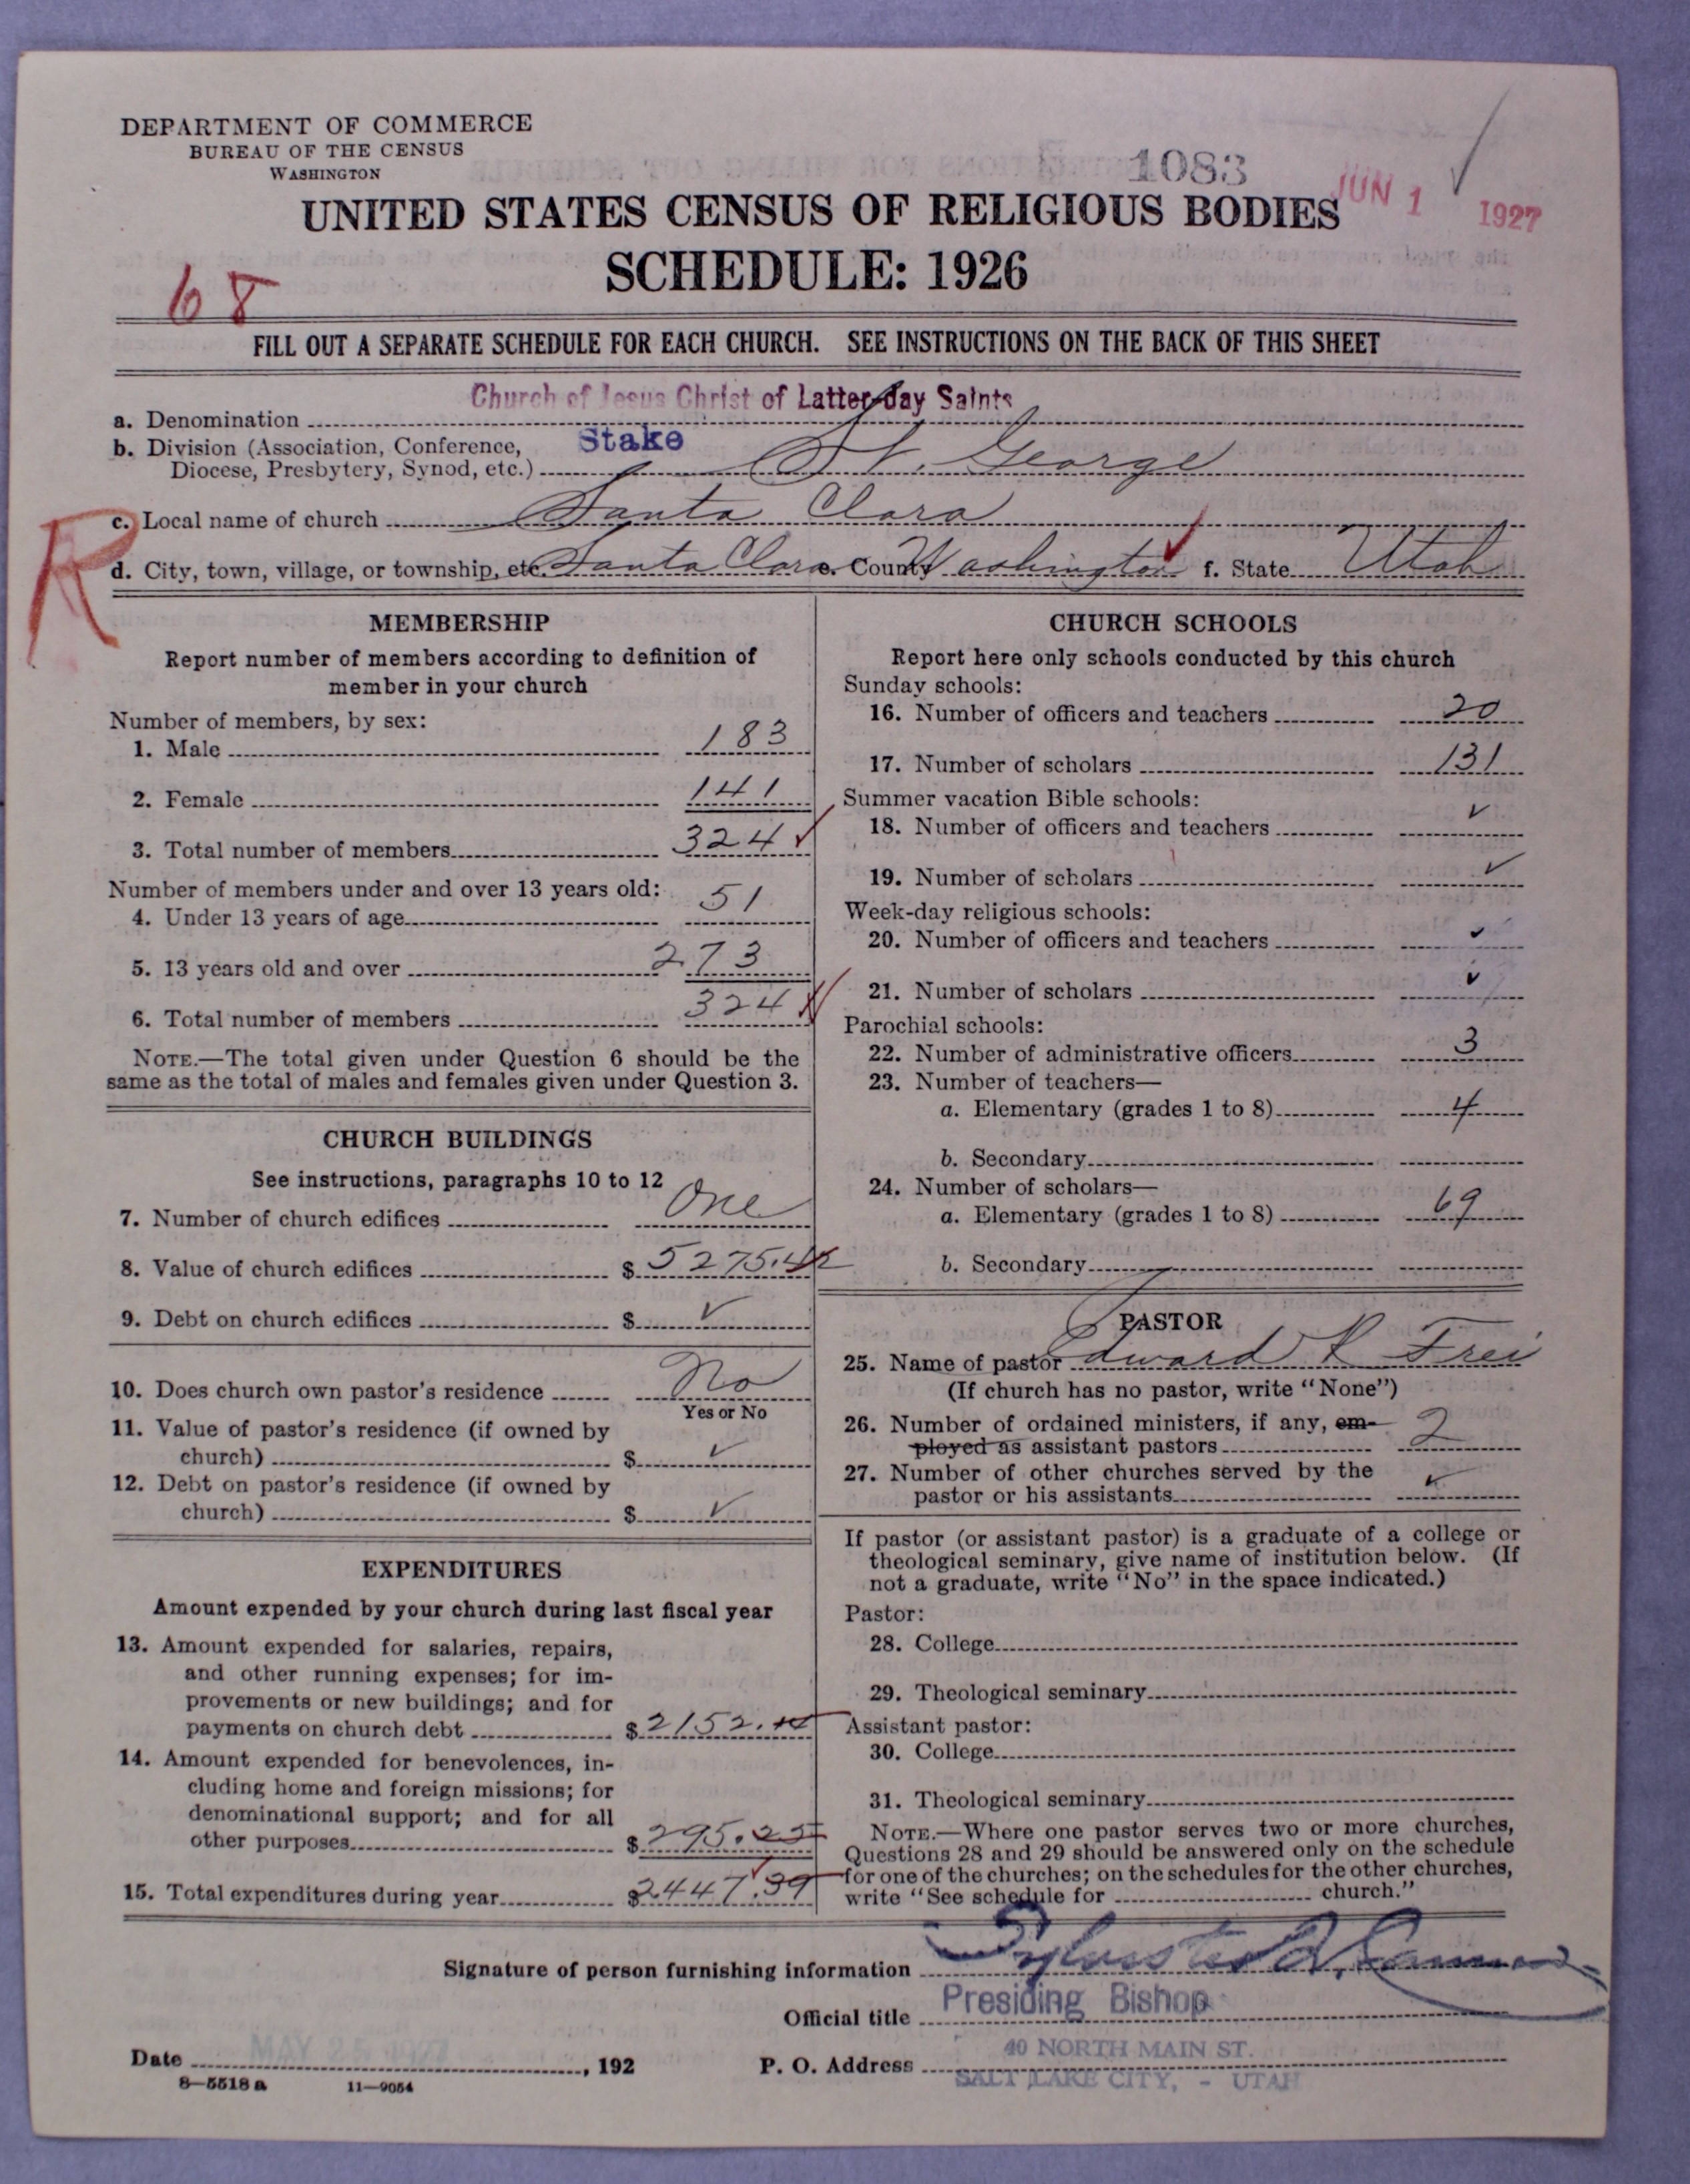 DEPARTMENT OF COMMERCE
BUREAU OF THE CENSUS
WASHINGTON
1083
JUN 1 1927
UNITED STATES CENSUS OF RELIGIOUS BODIES
SCHEDULE: 1926
68
FILL OUT A SEPARATE SCHEDULE FOR EACH CHURCH. SEE INSTRUCTIONS ON THE BACK OF THIS SHEET
a. Denomination Church of Jesus Christ of Latter-day Saints
b. Division (Association, Conference,
Diocese, Presbytery, Synod, etc.) Stake St. George
R
c. Local name of church Santa Clara
d. City, town, village, or township, etc. Santa Clara e. County Washington f. State Utah
MEMBERSHIP
Report number of members according to definition of
member in your church
Number of members, by sex:
1. Male 183
2. Female 141
3. Total number of members 324
Number of members under and over 13 years old:
4. Under 13 years of age 51
5. 13 years old and over 273
6. Total number of members 324
NOTE.—The total given under Question 6 should be the
same as the total of males and females given under Question 3.
CHURCH BUILDINGS
See instructions, paragraphs 10 to 12
7. Number of church edifices One
8. Value of church edifices $ 5275.42
9. Debt on church edifices $ ✓
10. Does church own pastor's residence No
Yes or No
11. Value of pastor's residence (if owned by
church) $ ✓
12. Debt on pastor's residence (if owned by
church) $ ✓
EXPENDITURES
Amount expended by your church during last fiscal year
13. Amount expended for salaries, repairs,
and other running expenses; for im-
provements or new buildings; and for
payments on church debt $ 2152.14
14. Amount expended for benevolences, in-
cluding home and foreign missions; for
denominational support; and for all
other purposes $ 295.25
15. Total expenditures during year $ 2447.39
CHURCH SCHOOLS
Report here only schools conducted by this church
Sunday schools:
16. Number of officers and teachers 20
17. Number of scholars 131
Summer vacation Bible schools:
18. Number of officers and teachers ✓
19. Number of scholars ✓
Week-day religious schools:
20. Number of officers and teachers ✓
21. Number of scholars ✓
Parochial schools:
22. Number of administrative officers 3
23. Number of teachers—
a. Elementary (grades 1 to 8) 4
b. Secondary
24. Number of scholars—
a. Elementary (grades 1 to 8) 69
b. Secondary
PASTOR
25. Name of pastor Edward R Frei
(If church has no pastor, write "None")
26. Number of ordained ministers, if any, em-
ployed as assistant pastors 2
27. Number of other churches served by the
pastor or his assistants ✓
If pastor (or assistant pastor) is a graduate of a college or
theological seminary, give name of institution below. (If
not a graduate, write "No" in the space indicated.)
Pastor:
28. College
29. Theological seminary
Assistant pastor:
30. College
31. Theological seminary
NOTE.—Where one pastor serves two or more churches,
Questions 28 and 29 should be answered only on the schedule
for one of the churches; on the schedules for the other churches,
write "See schedule for church."
Signature of person furnishing information Sylvester Q. Cannon
Official title Presiding Bishop
Date MAY 25 1927, 192
P. O. Address 40 NORTH MAIN ST.
SALT LAKE CITY, - UTAH
8—5518 a 11—9054